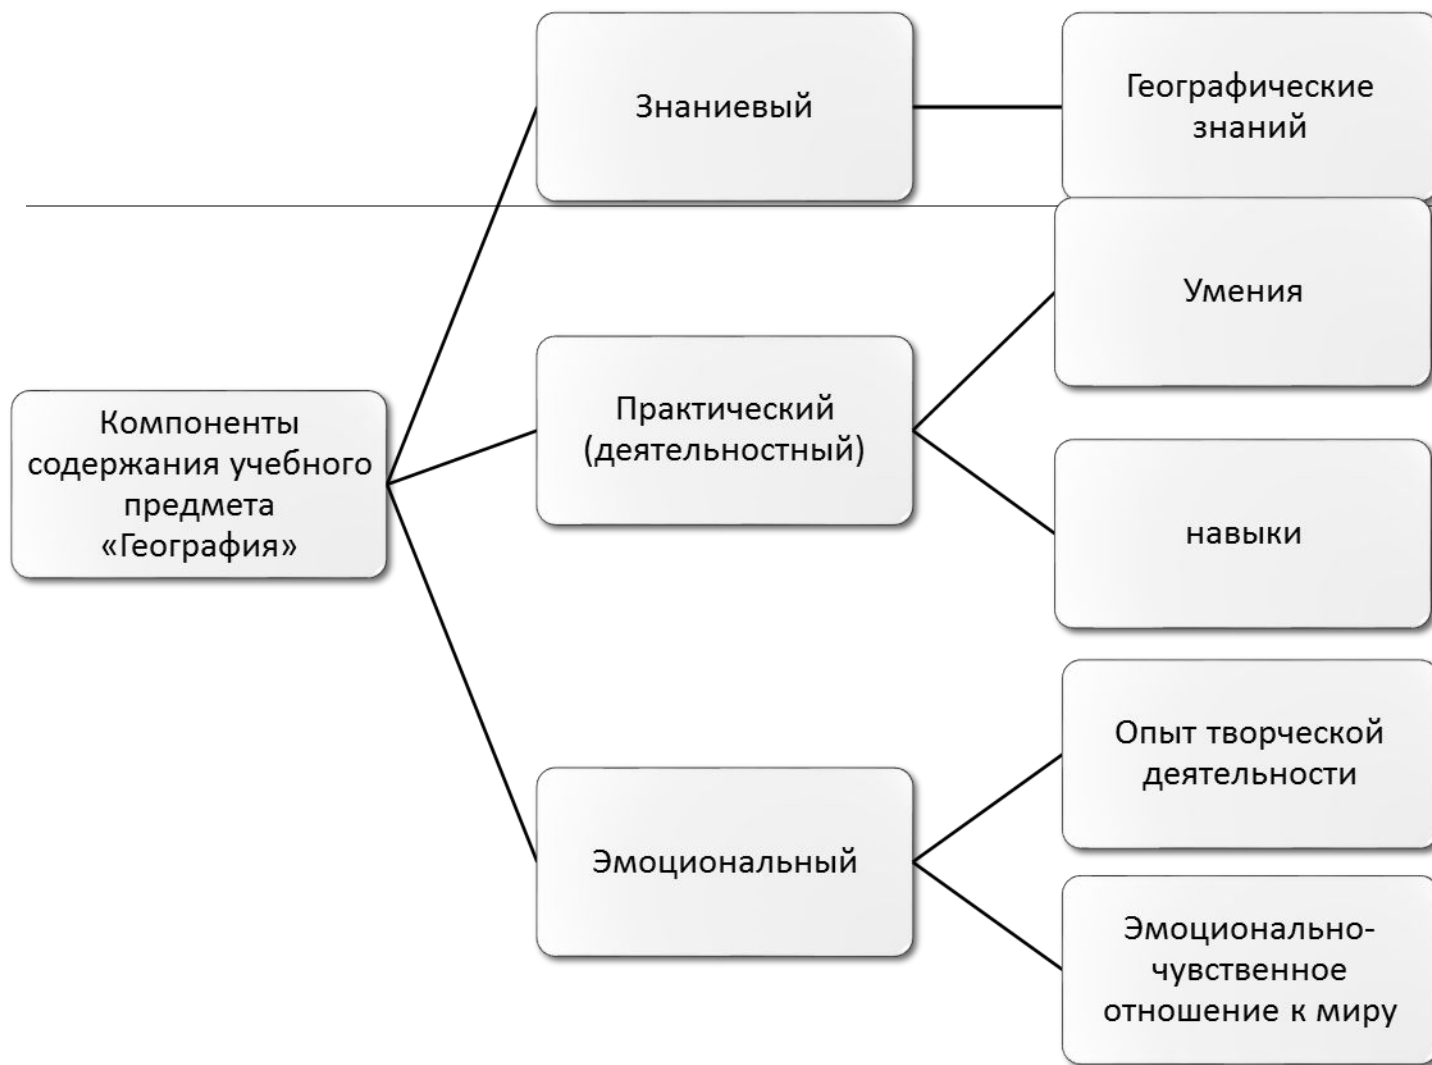 Компоненты
содержания учебного
предмета
«География»
Знаниевый
Географические
знаний
Практический
(деятельностный)
Умения
навыки
Эмоциональный
Опыт творческой
деятельности
Эмоционально-
чувственное
отношение к миру